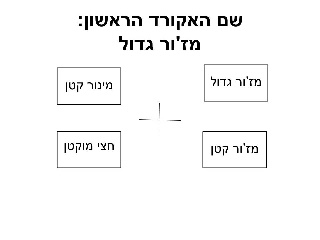 שם האקורד הראשון:
מז'ור גדול
מז'ור גדול
מינור קטן
מז'ור קטן
חצי מוקטן